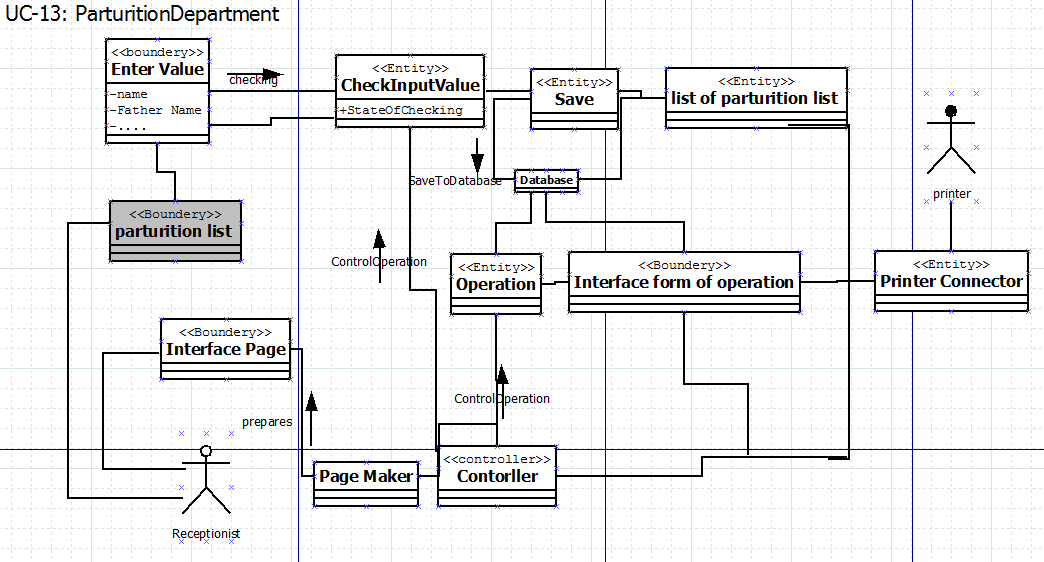 UC-13: ParturitionDepartment
<<boundery>>
Enter Value
-name
-Father Name
-....
checking
<<Entity>>
CheckInputValue
+StateOfChecking
<<Entity>>
Save
<<Entity>>
list of parturition list
printer
SaveToDatabase
Database
<<Boundery>>
parturition list
ControlOperation
<<Entity>>
Operation
<<Boundery>>
Interface form of operation
<<Entity>>
Printer Connector
<<Boundery>>
Interface Page
prepares
ControlOperation
Receptionist
Page Maker
<<controller>>
Contorller